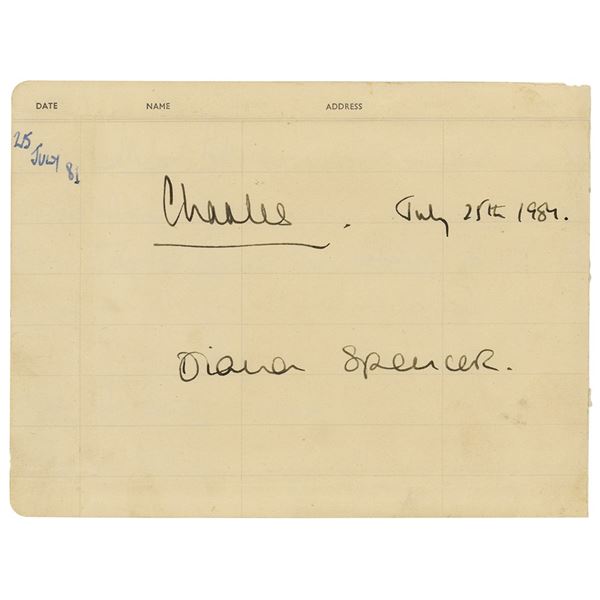 DATE NAME ADDRESS
25
July 81
Charles. July 25th 1981.
Diana Spencer.